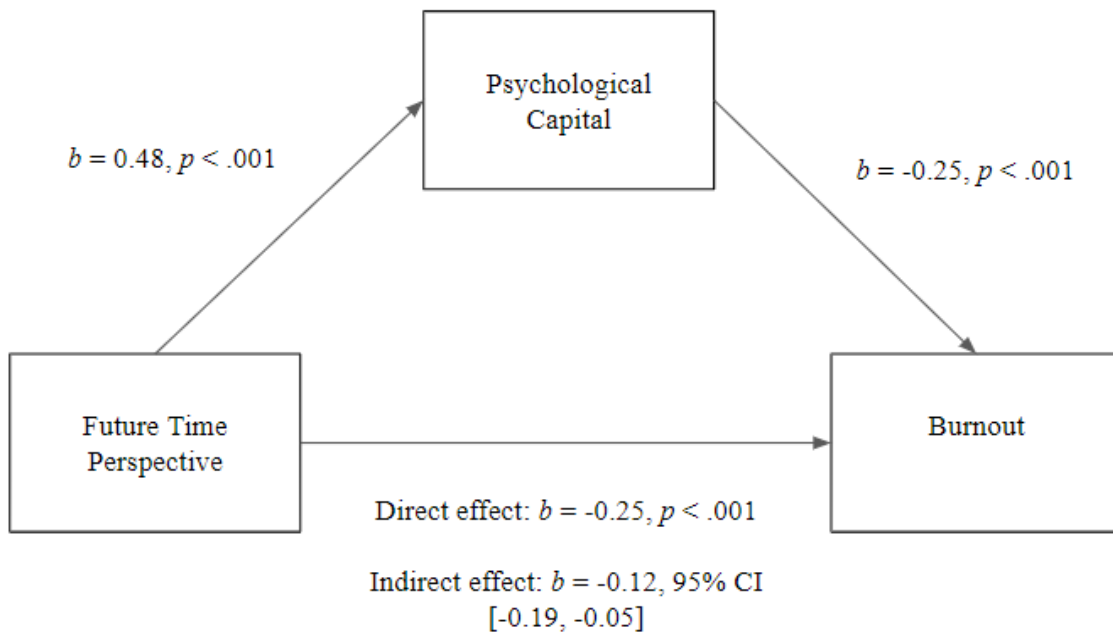 Psychological
Capital
b = 0.48, p < .001
b = -0.25, p < .001
Future Time
Perspective
Burnout
Direct effect: b = -0.25, p < .001
Indirect effect: b = -0.12, 95% CI
[-0.19, -0.05]